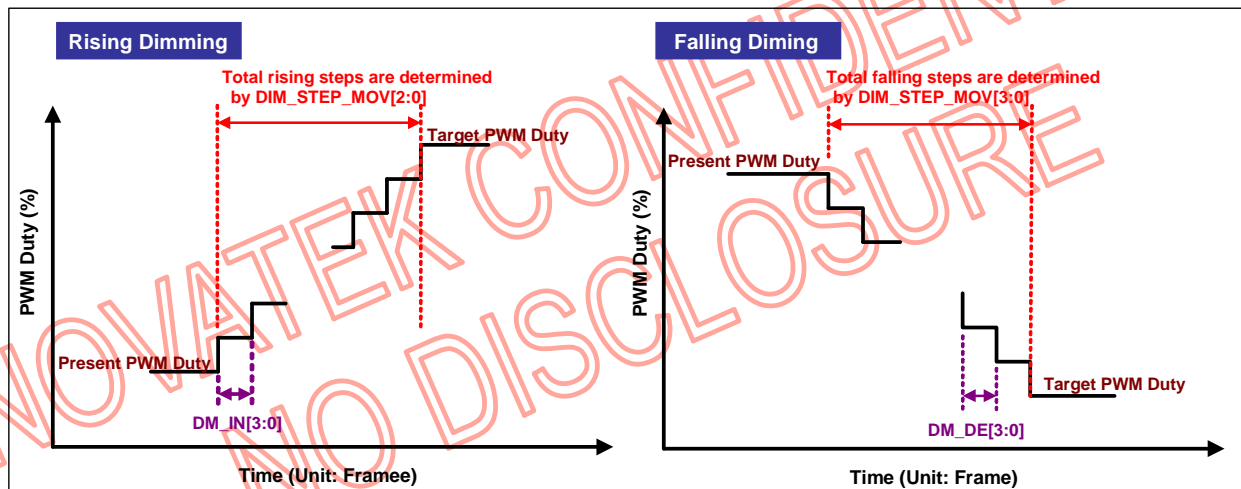 Rising Dimming
Total rising steps are determined
by DIM_STEP_MOV[2:0]
Target PWM Duty
PWM Duty (%)
Present PWM Duty
DM_IN[3:0]
Time (Unit: Framee)
Falling Diming
Total falling steps are determined
by DIM_STEP_MOV[3:0]
Present PWM Duty
PWM Duty (%)
Target PWM Duty
DM_DE[3:0]
Time (Unit: Frame)
NOVATEK CONFIDENT
NO DISCLOSURE